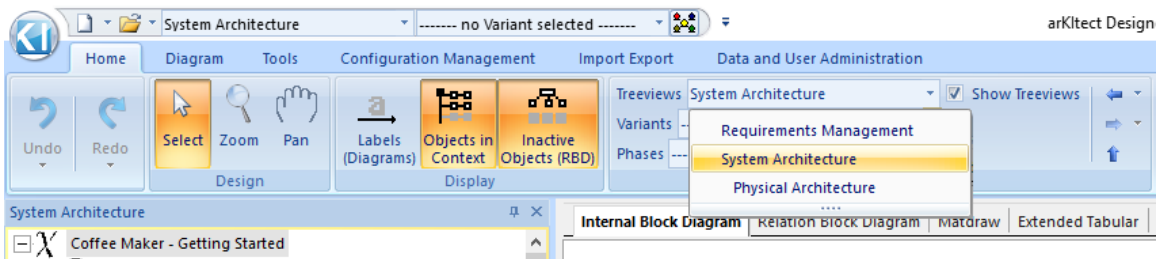 KI System Architecture ------- no Variant selected ------- arKItect Design
Home Diagram Tools Configuration Management Import Export Data and User Administration
Treeviews System Architecture Show Treeviews
Variants
Phases
Undo Redo Select Zoom Pan Labels (Diagrams) Objects in Context Inactive Objects (RBD)
Design Display
Requirements Management
System Architecture
Physical Architecture
System Architecture
Internal Block Diagram Relation Block Diagram Matdraw Extended Tabular
Coffee Maker - Getting Started